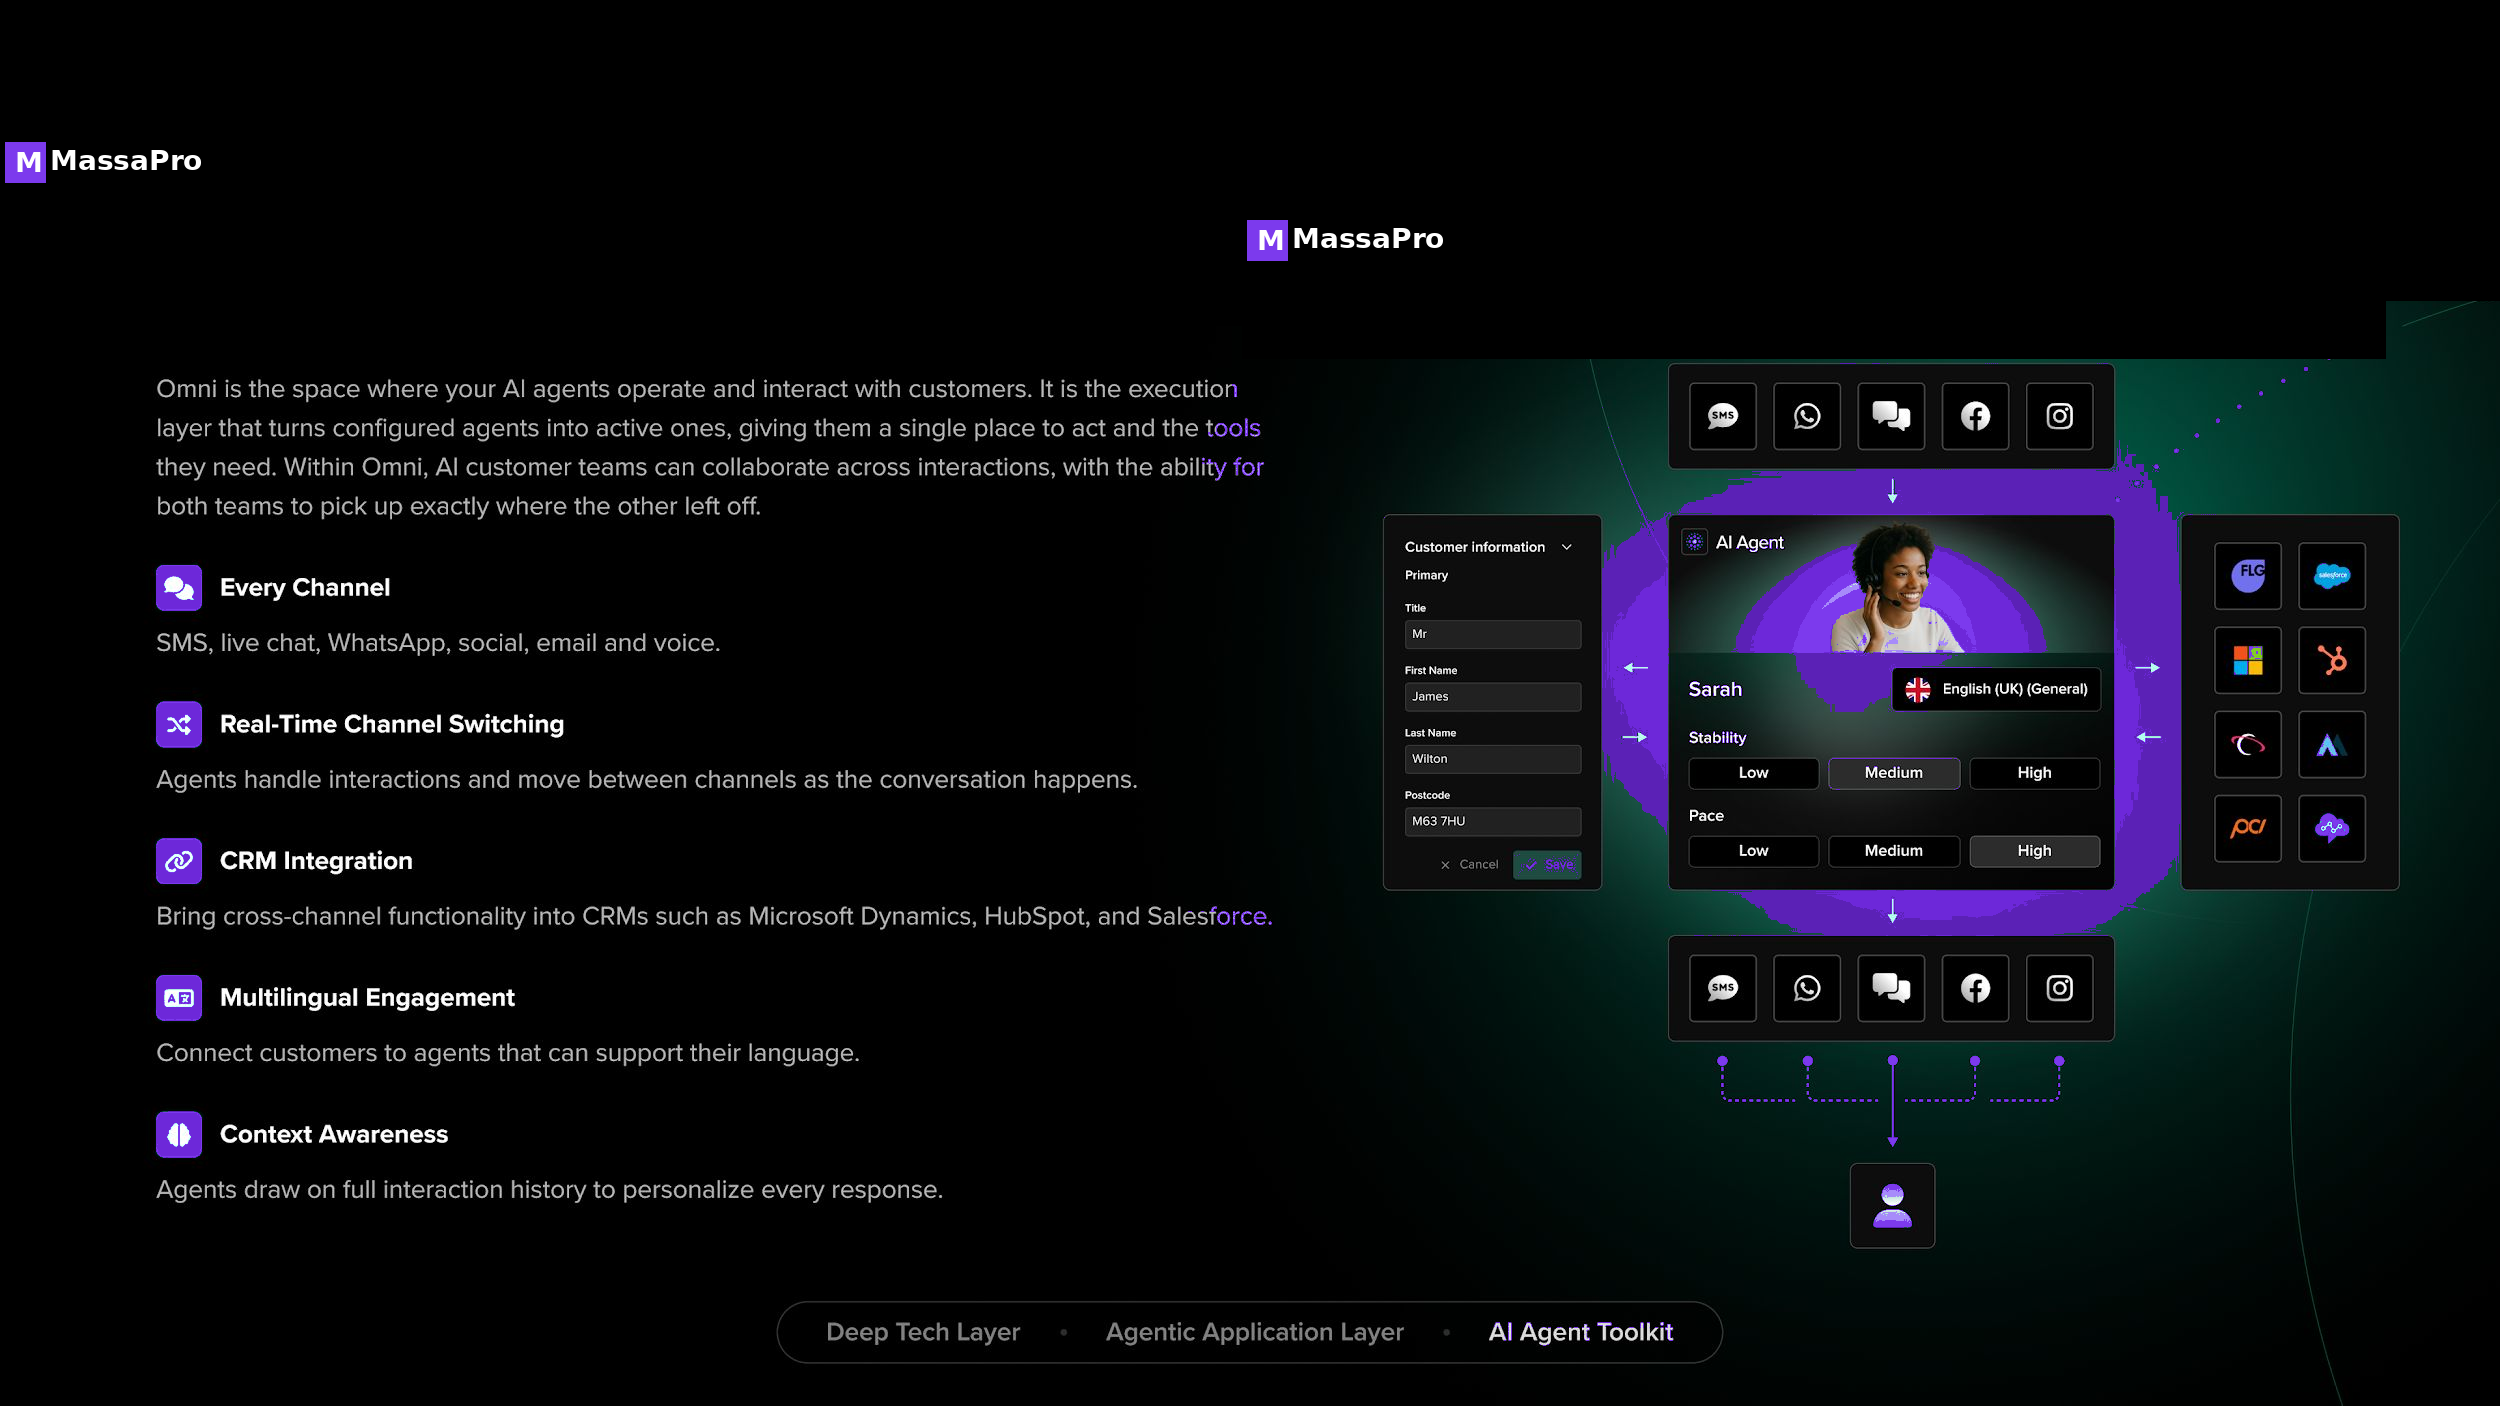 M MassaPro
M MassaPro
Omni is the space where your AI agents operate and interact with customers. It is the execution
layer that turns configured agents into active ones, giving them a single place to act and the tools
they need. Within Omni, AI customer teams can collaborate across interactions, with the ability for
both teams to pick up exactly where the other left off.
Every Channel
SMS, live chat, WhatsApp, social, email and voice.
Real-Time Channel Switching
Agents handle interactions and move between channels as the conversation happens.
CRM Integration
Bring cross-channel functionality into CRMs such as Microsoft Dynamics, HubSpot, and Salesforce.
Multilingual Engagement
Connect customers to agents that can support their language.
Context Awareness
Agents draw on full interaction history to personalize every response.
SMS
Customer information
Primary
Title
Mr
First Name
James
Last Name
Wilton
Postcode
M63 7HU
Cancel
Save
AI Agent
Sarah
English (UK) (General)
Stability
Low Medium High
Pace
Low Medium High
FLG
salesforce
pci
SMS
Deep Tech Layer • Agentic Application Layer • AI Agent Toolkit